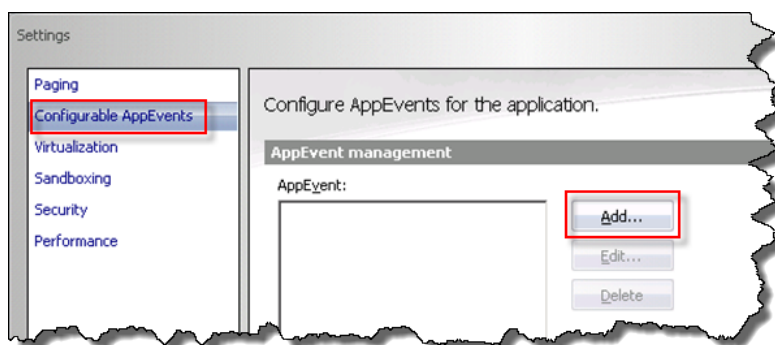 Settings
Paging
Configurable AppEvents
Virtualization
Sandboxing
Security
Performance
Configure AppEvents for the application.
AppEvent management
AppEvent:
Add...
Edit...
Delete